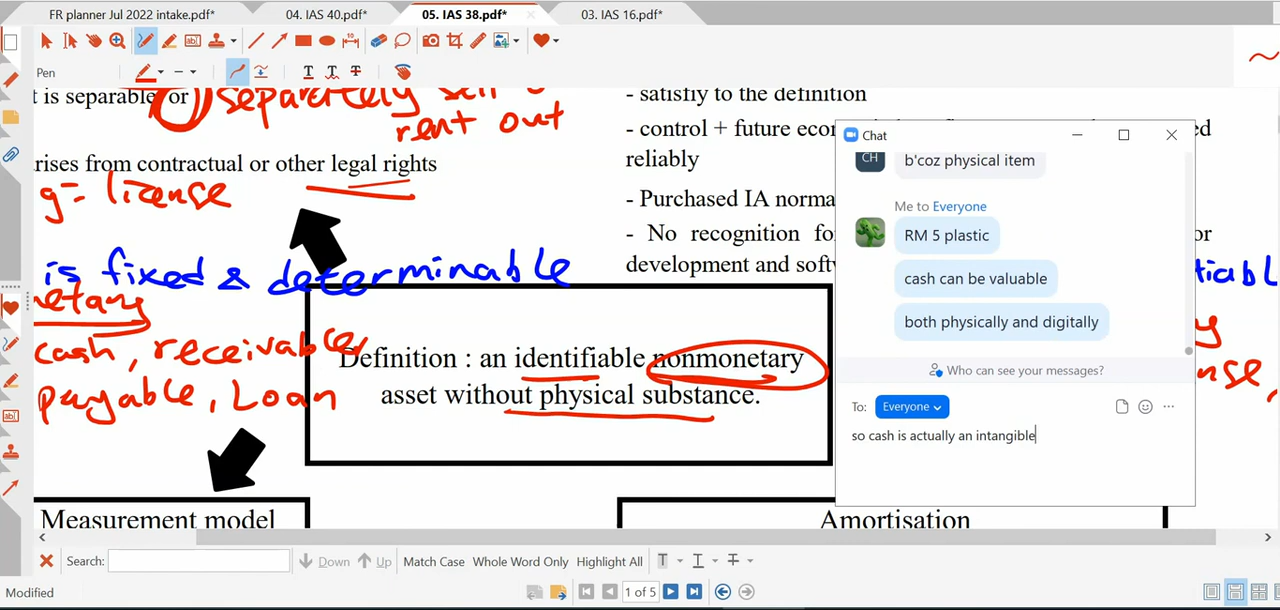 FR planner Jul 2022 intake.pdf*
04. IAS 40.pdf*
05. IAS 38.pdf*
03. IAS 16.pdf*
Pen
t is separable or
separately sell
rent out
rises from contractual or other legal rights
g= license
is fixed & determinable
cash, receivable
payable, Loan
- satisfiy to the definition
- control + future
reliably
- Purchased IA norma
- No recognition fo
development and soft
Definition : an identifiable nonmonetary
asset without physical substance.
Measurement model
Amortisation
Chat
CH
b'coz physical item
Me to Everyone
RM 5 plastic
cash can be valuable
both physically and digitally
Who can see your messages?
To: Everyone
so cash is actually an intangible
Search:
Down
Up
Match Case
Whole Word Only
Highlight All
Modified
1 of 5